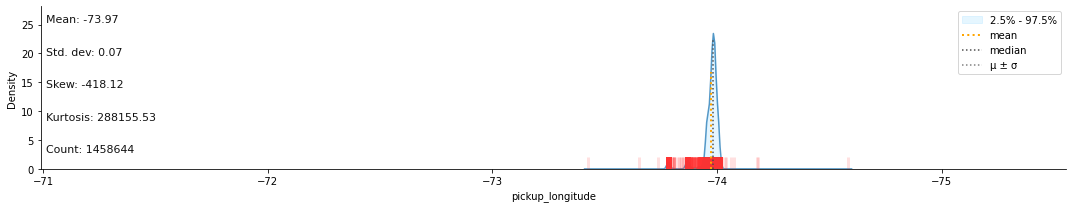 Mean: -73.97
Std. dev: 0.07
Skew: -418.12
Kurtosis: 288155.53
Count: 1458644
2.5% - 97.5%
mean
median
μ ± σ
Density
25
20
15
10
5
0
−71
−72
−73
−74
−75
pickup_longitude